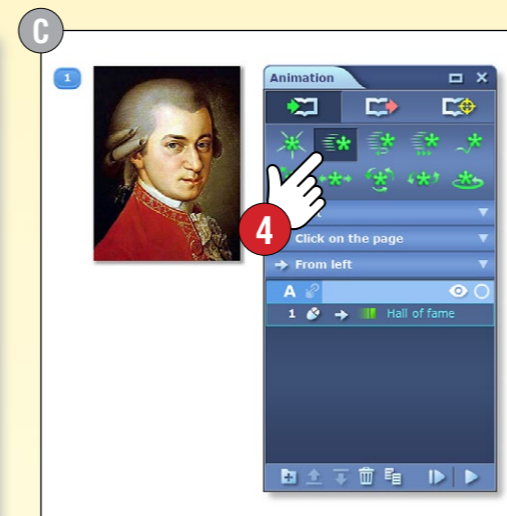 C
1
Animation
4
Click on the page
From left
A
1 Hall of fame